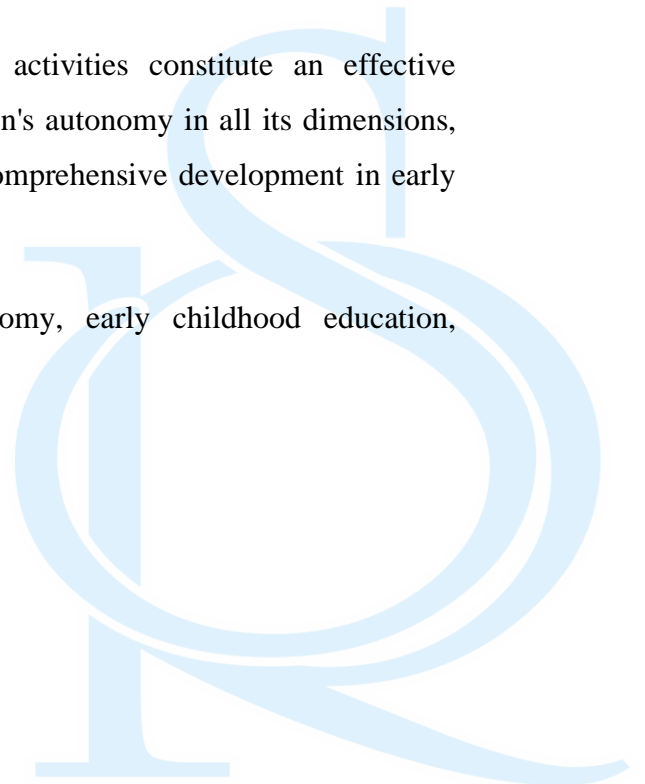 activities constitute an effective
n's autonomy in all its dimensions,
omprehensive development in early
omy, early childhood education,